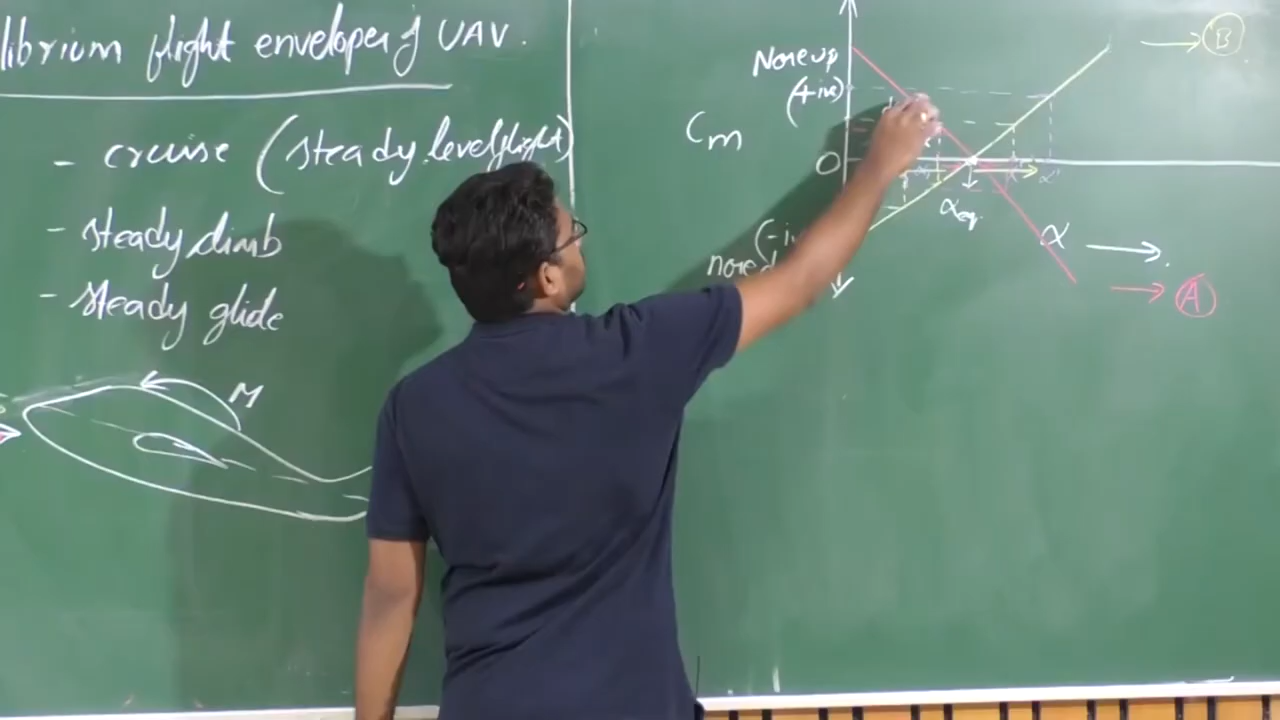 librium flight envelope of UAV.
- cruise (steady level flight)
- steady climb
- steady glide
M
Nose up
(+ive)
Cm
O
αeq.
α
A
B